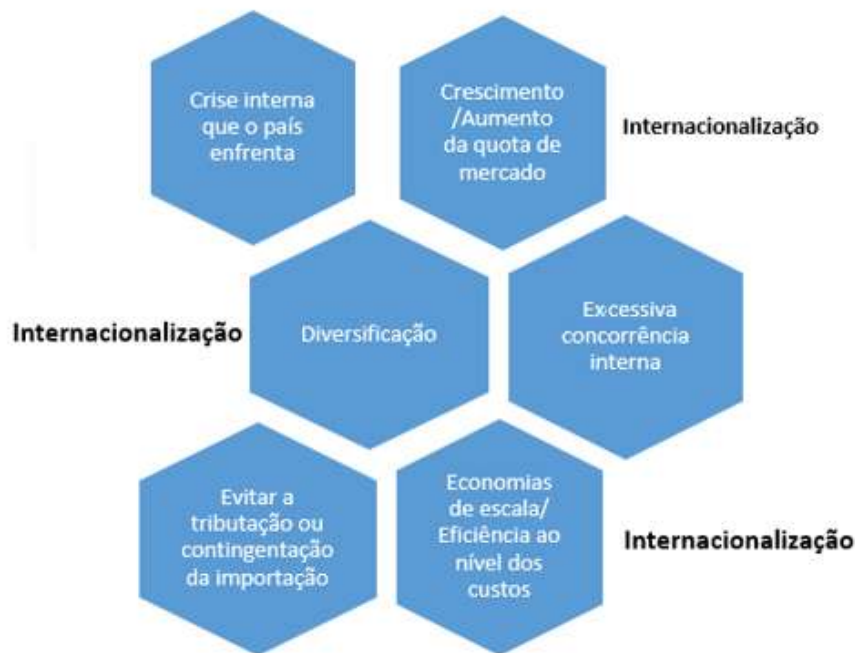 Crise interna
que o país
enfrenta
Crescimento
/Aumento
da quota de
mercado
Internacionalização
Internacionalização
Diversificação
Excessiva
concorrência
interna
Evitar a
tributação ou
contingentação
da importação
Economias
de escala/
Eficiência ao
nível dos
custos
Internacionalização